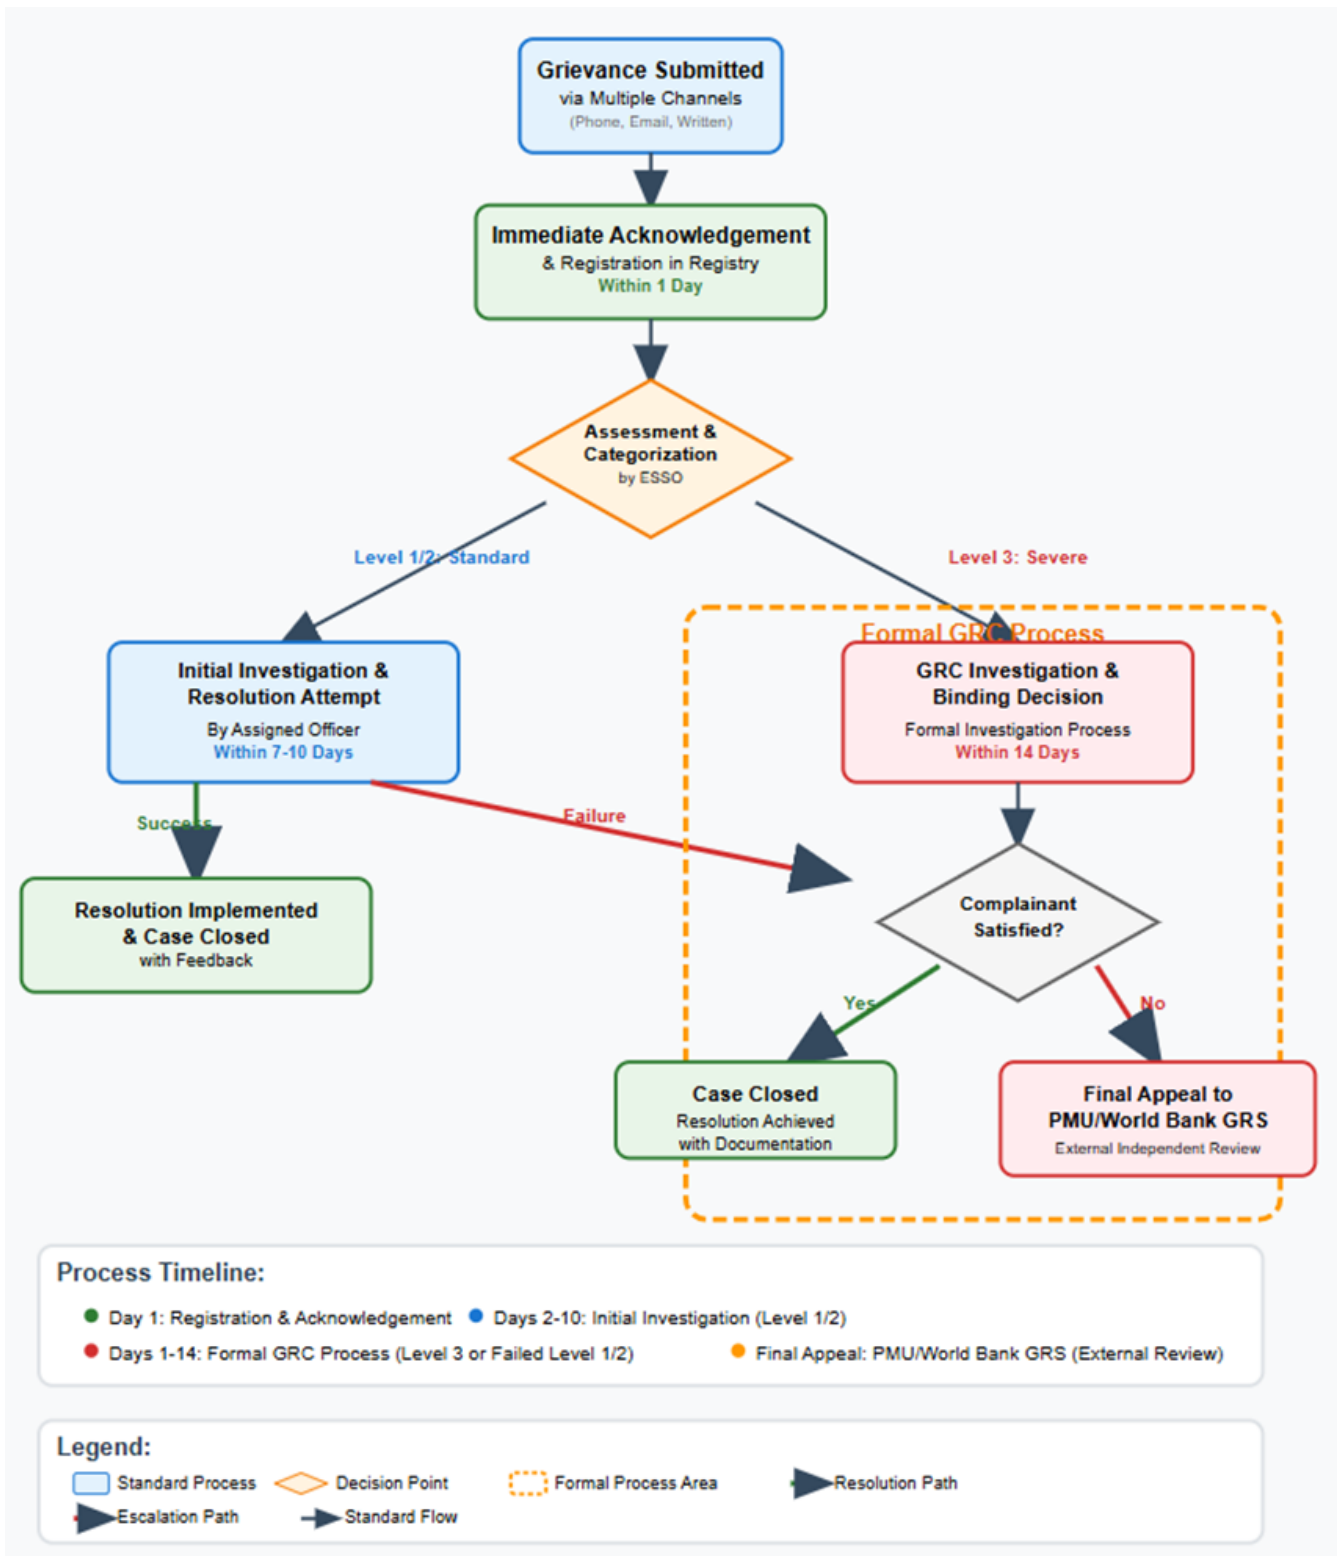 Grievance Submitted
via Multiple Channels
(Phone, Email, Written)
Immediate Acknowledgement
& Registration in Registry
Within 1 Day
Assessment &
Categorization
by ESSO
Level 1/2: Standard
Level 3: Severe
Formal GRC Process
Initial Investigation &
Resolution Attempt
By Assigned Officer
Within 7-10 Days
GRC Investigation &
Binding Decision
Formal Investigation Process
Within 14 Days
Success
Failure
Resolution Implemented
& Case Closed
with Feedback
Complainant
Satisfied?
Yes
No
Case Closed
Resolution Achieved
with Documentation
Final Appeal to
PMU/World Bank GRS
External Independent Review
Process Timeline:
Day 1: Registration & Acknowledgement
Days 2-10: Initial Investigation (Level 1/2)
Days 1-14: Formal GRC Process (Level 3 or Failed Level 1/2)
Final Appeal: PMU/World Bank GRS (External Review)
Legend:
Standard Process
Decision Point
Formal Process Area
Resolution Path
Escalation Path
Standard Flow